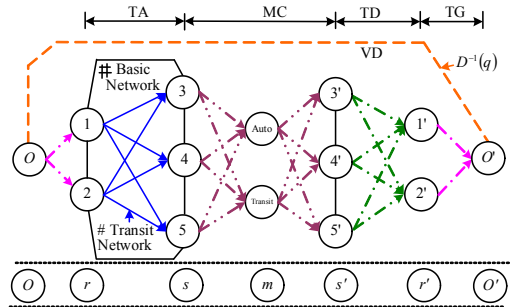 TA MC TD TG
VD D⁻¹(q)
# Basic
Network
3 3'
1 Auto 1'
O 4 4' O'
2 Transit 2'
# Transit
Network
5 5'
O r s m s' r' O'